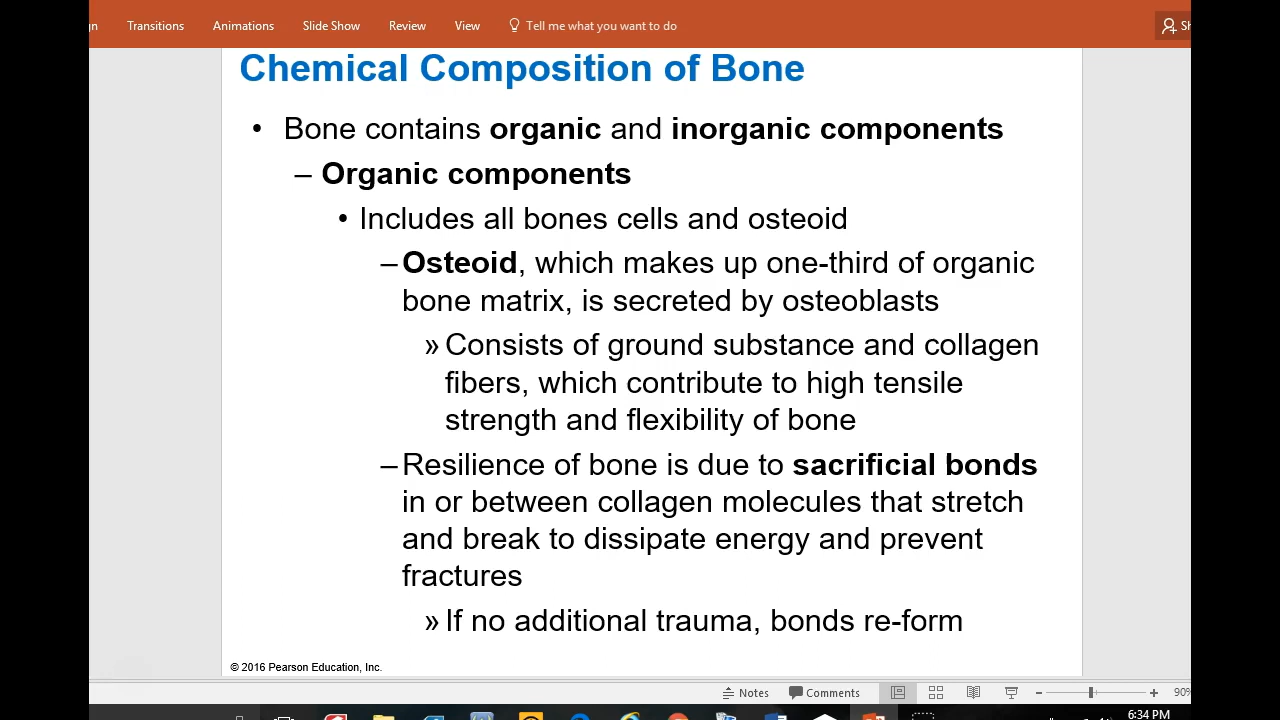 gn Transitions Animations Slide Show Review View Tell me what you want to do Sh
Chemical Composition of Bone
• Bone contains organic and inorganic components
– Organic components
• Includes all bones cells and osteoid
– Osteoid, which makes up one-third of organic
bone matrix, is secreted by osteoblasts
» Consists of ground substance and collagen
fibers, which contribute to high tensile
strength and flexibility of bone
– Resilience of bone is due to sacrificial bonds
in or between collagen molecules that stretch
and break to dissipate energy and prevent
fractures
» If no additional trauma, bonds re-form
© 2016 Pearson Education, Inc.
Notes Comments 90%
6:34 PM